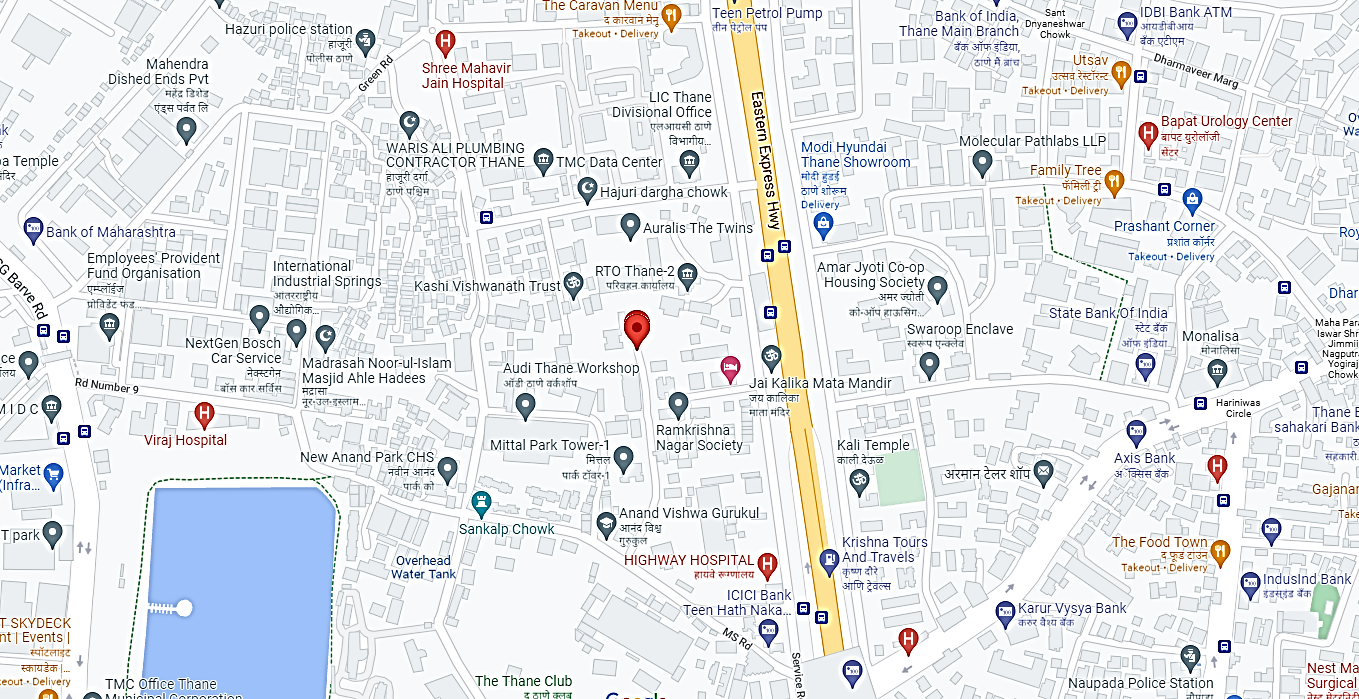 The Caravan Menu
द कारवान मेनू
Takeout • Delivery
Teen Petrol Pump
तीन पेट्रोल पंप
Bank of India,
Thane Main Branch
बँक ऑफ इंडिया,
ठाणे मै ब्रांच
Sant
Dnyaneshwar
Chowk
IDBI Bank ATM
आयडीबीआय
बँक एटीएम
Hazuri police station
हाजूरी
पोलीस ठाणे
Mahendra
Dished Ends Pvt
महेंद्र डिशेड
एंड्स पर्वत लि
Green Rd
Shree Mahavir
Jain Hospital
Utsav
उत्सव रेस्टॉरन्ट
Takeout • Delivery
Dharmaveer Marg
LIC Thane
Divisional Office
एलआयसी ठाणे
विभागीय...
Eastern Express Hwy
Bapat Urology Center
बापट युरोलॉजी
सेंटर
WARIS ALI PLUMBING
CONTRACTOR THANE
हाजूरी दर्गा
ठाणे पश्चिम
TMC Data Center
Modi Hyundai
Thane Showroom
मोदी हुंडई
ठाणे शोरूम
Delivery
Molecular Pathlabs LLP
Family Tree
फॅमिली ट्री
Takeout • Delivery
Hajuri dargha chowk
Auralis The Twins
Prashant Corner
प्रशांत कॉर्नर
Takeout • Delivery
Bank of Maharashtra
Employees' Provident
Fund Organisation
एम्प्लॉईज
प्रोविडेंट फंड...
International
Industrial Springs
आंतरराष्ट्रीय
औद्योगिक...
Kashi Vishwanath Trust
RTO Thane-2
परिवहन कार्यालय
Amar Jyoti Co-op
Housing Society
अमर ज्योती
को-ऑप हाऊसिंग...
State Bank Of India
स्टेट बँक
ऑफ इंडिया
Swaroop Enclave
स्वरूप एन्क्लेव
Monalisa
मोनालिसा
NextGen Bosch
Car Service
नेक्स्टगेन
बॉस कार सर्विस
Madrasah Noor-ul-Islam
Masjid Ahle Hadees
मद्रासा
नूर-उल-इस्लाम...
Audi Thane Workshop
ऑडी ठाणे वर्कशॉप
Jai Kalika Mata Mandir
जय कालिका
माता मंदिर
Rd Number 9
M I D C
Viraj Hospital
Ramkrishna
Nagar Society
Hariniwas
Circle
Mittal Park Tower-1
मित्तल
पार्क टॉवर-1
Kali Temple
काली देऊळ
Axis Bank
अ‍ॅक्सिस बँक
New Anand Park CHS
नवीन आनंद
पार्क को
अरमान टेलर शॉप
Sankalp Chowk
Anand Vishwa Gurukul
आनंद विश्व
गुरुकुल
Overhead
Water Tank
HIGHWAY HOSPITAL
हायवे रूग्णालय
Krishna Tours
And Travels
कृष्ण दौरे
आणि ट्रॅव्हल्स
The Food Town
द फूड टाउन
Takeout • Delivery
IndusInd Bank
इंडसइंड बँक
ICICI Bank
Teen Hath Naka...
Karur Vysya Bank
करुर वैश्य बँक
MS Rd
The Thane Club
द ठाणे क्लब
TMC Office Thane
Naupada Police Station